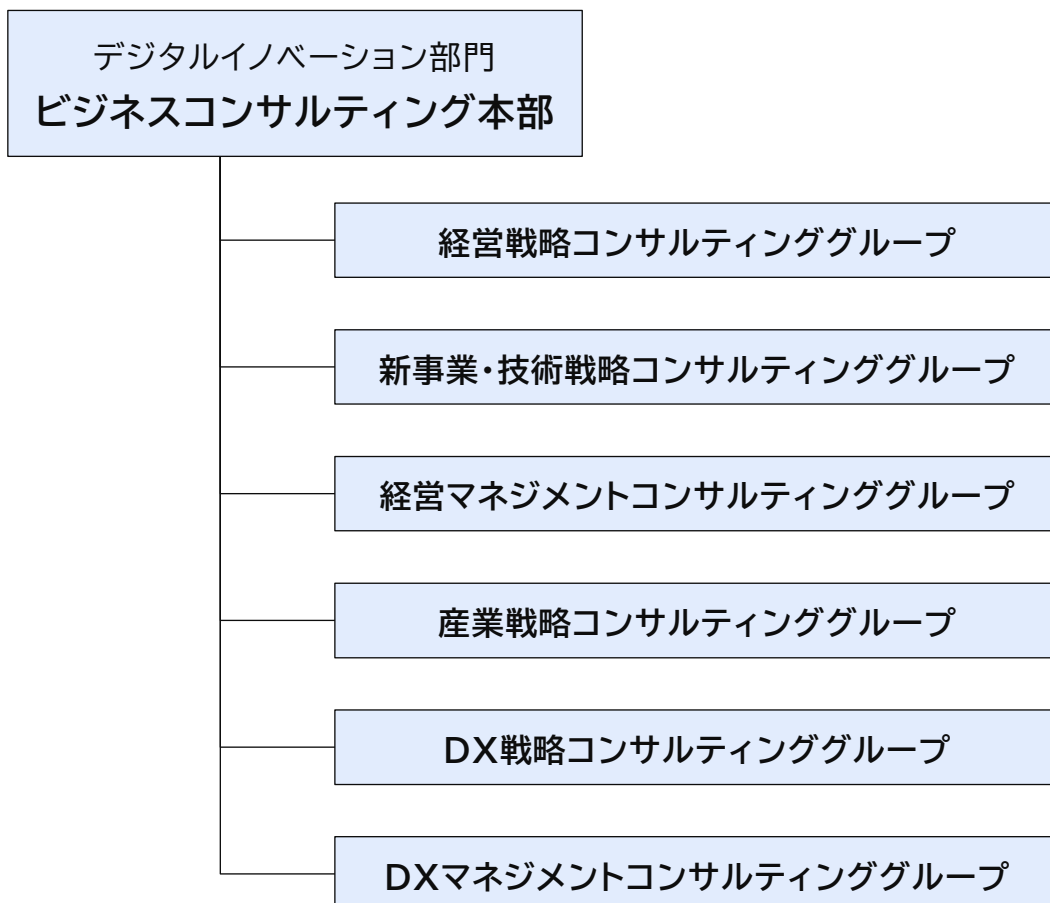 デジタルイノベーション部門
ビジネスコンサルティング本部
経営戦略コンサルティンググループ
新事業・技術戦略コンサルティンググループ
経営マネジメントコンサルティンググループ
産業戦略コンサルティンググループ
DX戦略コンサルティンググループ
DXマネジメントコンサルティンググループ